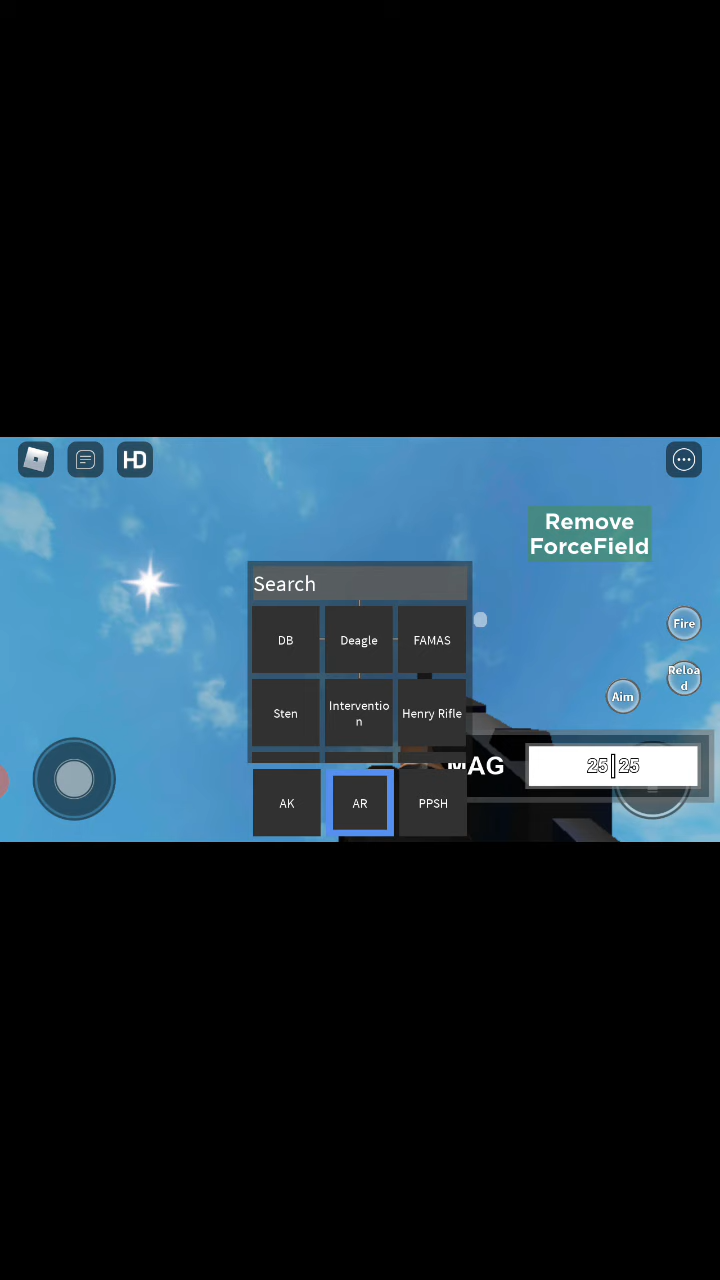 HD
Remove
ForceField
Search
DB
Deagle
FAMAS
Fire
Reloa
d
Aim
Sten
Interventio
n
Henry Rifle
MAG
25|25
AK
AR
PPSH